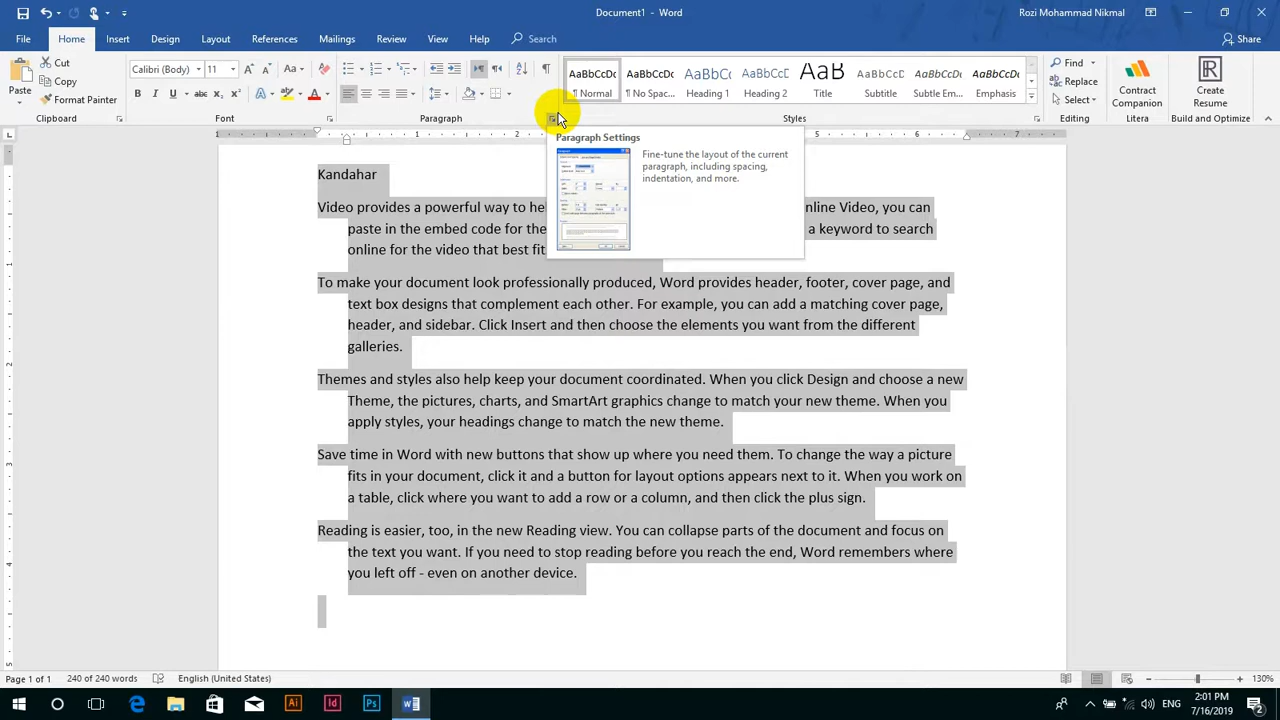 Document1 - Word
Rozi Mohammad Nikmal
File Home Insert Design Layout References Mailings Review View Help Search Share
Paste Cut Copy Format Painter
Calibri (Body) 11
AaBbCcDc AaBbCcDc AaBbCc AaBbCcD AaB AaBbCcD AaBbCcDc AaBbCcDc
¶ Normal ¶ No Spac... Heading 1 Heading 2 Title Subtitle Subtle Em... Emphasis
Find Replace Select
Contract Companion
Create Resume
Clipboard Font Paragraph Styles Editing Build and Optimize
Paragraph Settings
Fine-tune the layout of the current
paragraph, including spacing,
indentation, and more.
Kandahar
Video provides a powerful way to hel nline Video, you can
paste in the embed code for the a keyword to search
online for the video that best fit
To make your document look professionally produced, Word provides header, footer, cover page, and
text box designs that complement each other. For example, you can add a matching cover page,
header, and sidebar. Click Insert and then choose the elements you want from the different
galleries.
Themes and styles also help keep your document coordinated. When you click Design and choose a new
Theme, the pictures, charts, and SmartArt graphics change to match your new theme. When you
apply styles, your headings change to match the new theme.
Save time in Word with new buttons that show up where you need them. To change the way a picture
fits in your document, click it and a button for layout options appears next to it. When you work on
a table, click where you want to add a row or a column, and then click the plus sign.
Reading is easier, too, in the new Reading view. You can collapse parts of the document and focus on
the text you want. If you need to stop reading before you reach the end, Word remembers where
you left off - even on another device.
Page 1 of 1 240 of 240 words English (United States) 130%
ENG 2:01 PM
7/16/2019